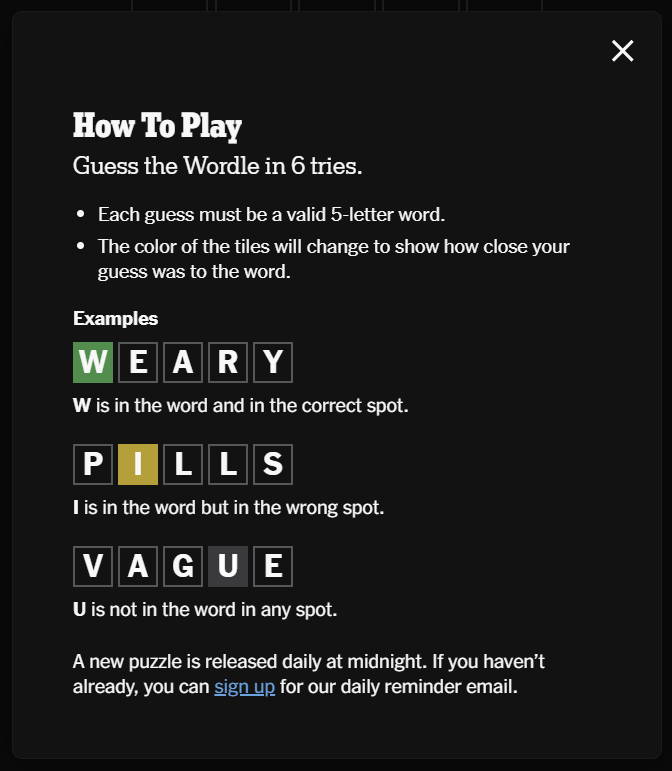 How To Play
Guess the Wordle in 6 tries.
• Each guess must be a valid 5-letter word.
• The color of the tiles will change to show how close your
guess was to the word.
Examples
W E A R Y
W is in the word and in the correct spot.
P I L L S
I is in the word but in the wrong spot.
V A G U E
U is not in the word in any spot.
A new puzzle is released daily at midnight. If you haven’t
already, you can sign up for our daily reminder email.